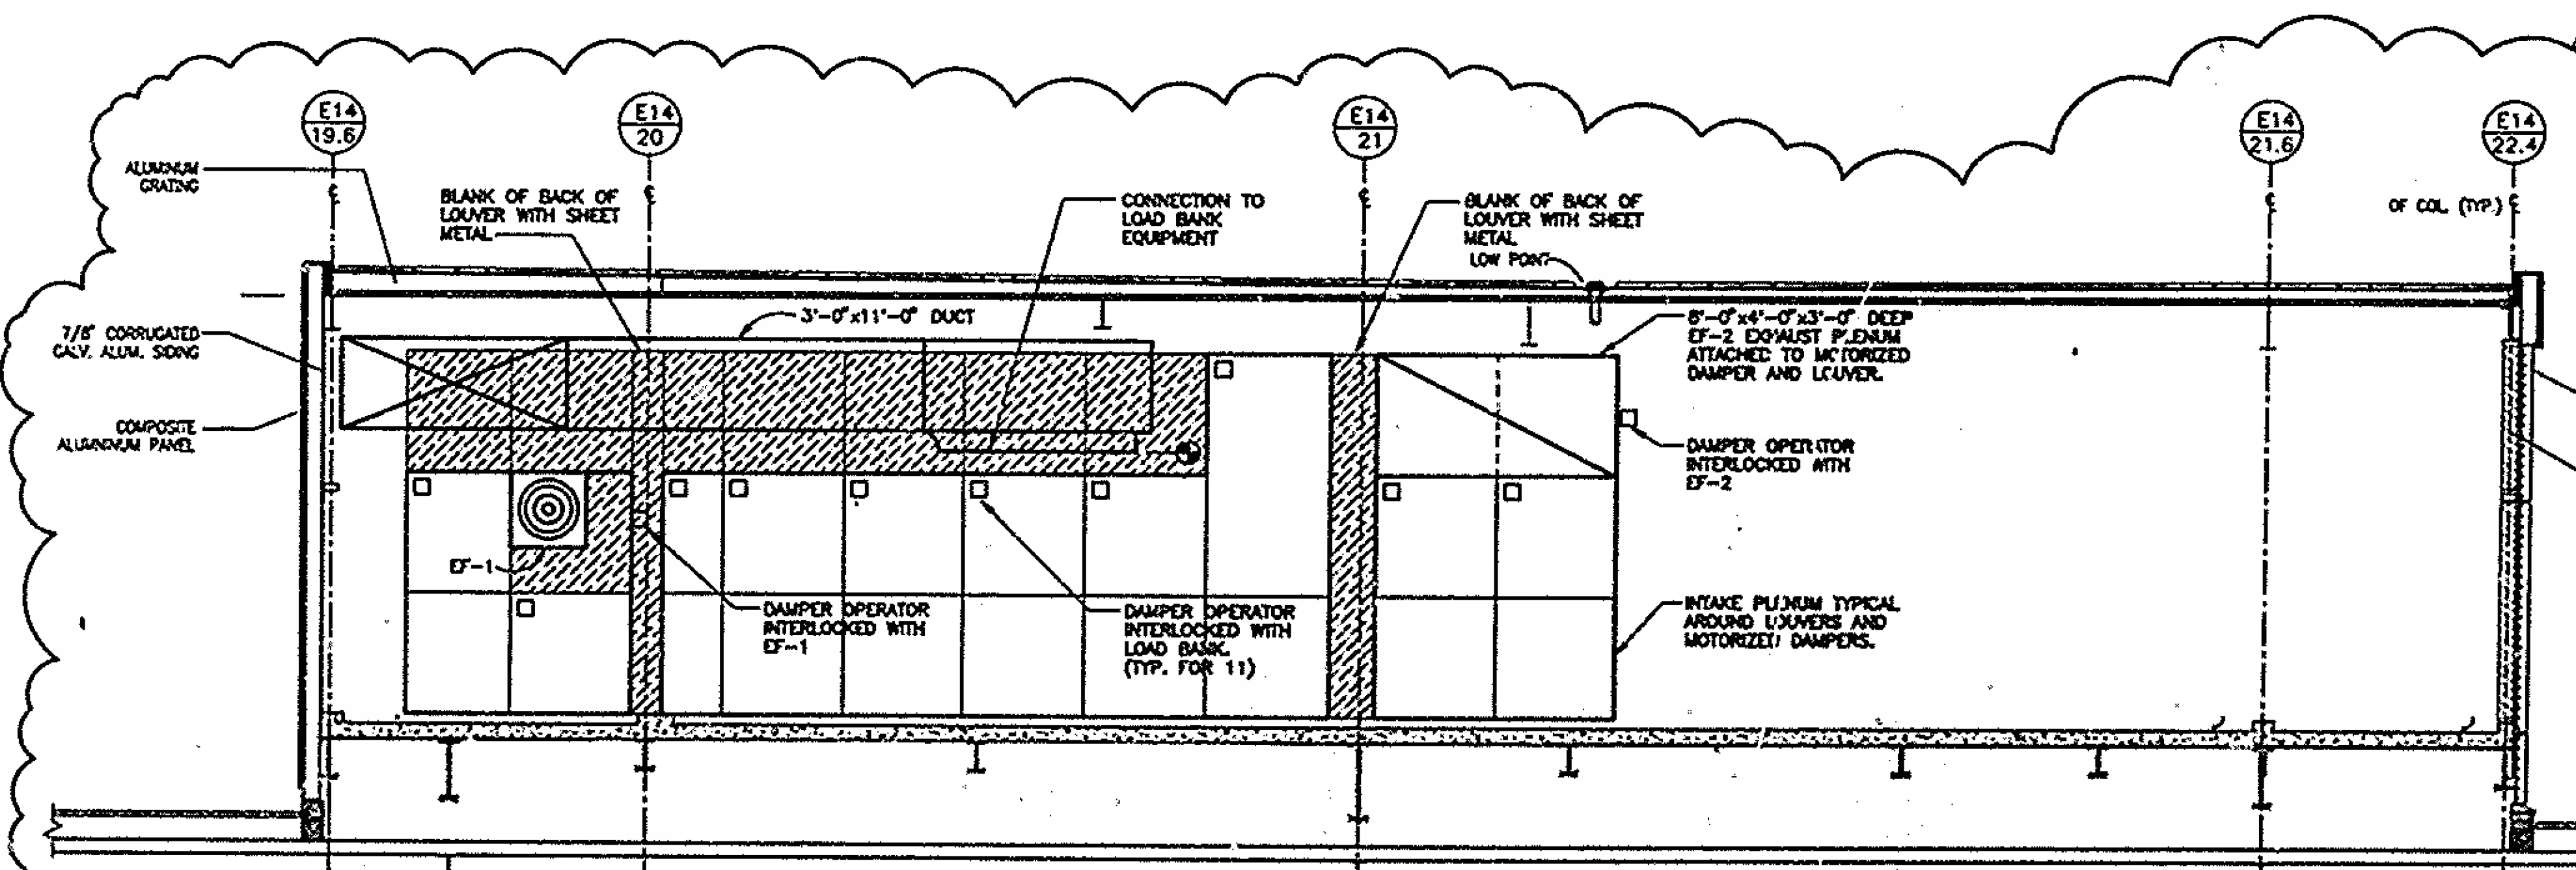 E14
19.6
E14
20
E14
21
E14
21.6
E14
22.4
ALUMINUM
GRATING
BLANK OF BACK OF
LOUVER WITH SHEET
METAL
CONNECTION TO
LOAD BANK
EQUIPMENT
BLANK OF BACK OF
LOUVER WITH SHEET
METAL
LOW POINT
OF COL. (TYP.)
7/8" CORRUGATED
GALV. ALUM. SIDING
3'-0"x11'-0" DUCT
8'-0"x4'-0"x3'-0" DEEP
EF-2 EXHAUST PLENUM
ATTACHED TO MOTORIZED
DAMPER AND LOUVER.
COMPOSITE
ALUMINUM PANEL
DAMPER OPERATOR
INTERLOCKED WITH
EF-2
EF-1
DAMPER OPERATOR
INTERLOCKED WITH
EF-1
DAMPER OPERATOR
INTERLOCKED WITH
LOAD BANK.
(TYP. FOR 11)
INTAKE PLENUM TYPICAL
AROUND LOUVERS AND
MOTORIZED DAMPERS.